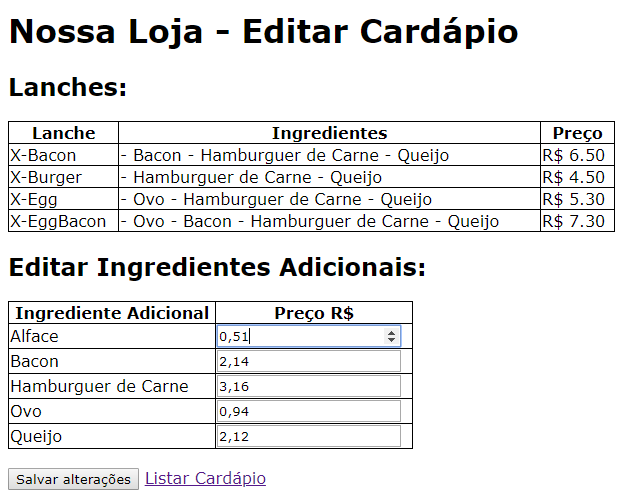 Nossa Loja - Editar Cardápio
Lanches:
Lanche Ingredientes Preço
X-Bacon - Bacon - Hamburguer de Carne - Queijo R$ 6.50
X-Burger - Hamburguer de Carne - Queijo R$ 4.50
X-Egg - Ovo - Hamburguer de Carne - Queijo R$ 5.30
X-EggBacon - Ovo - Bacon - Hamburguer de Carne - Queijo R$ 7.30
Editar Ingredientes Adicionais:
Ingrediente Adicional Preço R$
Alface 0,51
Bacon 2,14
Hamburguer de Carne 3,16
Ovo 0,94
Queijo 2,12
Salvar alterações Listar Cardápio